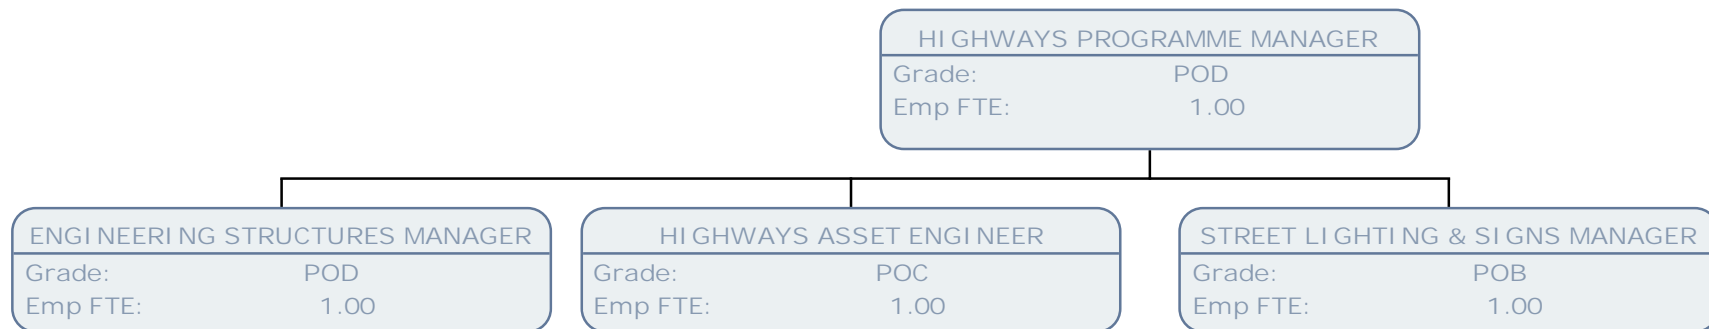 HIGHWAYS PROGRAMME MANAGER
Grade: POD
Emp FTE: 1.00
ENGINEERING STRUCTURES MANAGER
Grade: POD
Emp FTE: 1.00
HIGHWAYS ASSET ENGINEER
Grade: POC
Emp FTE: 1.00
STREET LIGHTING & SIGNS MANAGER
Grade: POB
Emp FTE: 1.00